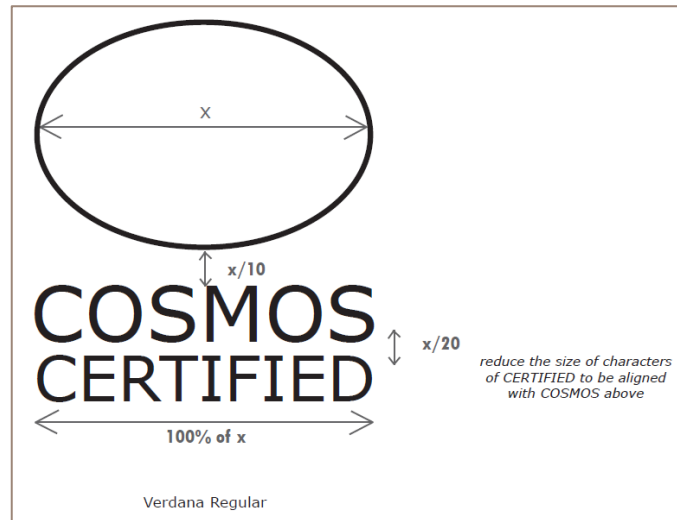 x
x/10
COSMOS
x/20
CERTIFIED
reduce the size of characters
of CERTIFIED to be aligned
with COSMOS above
100% of x
Verdana Regular